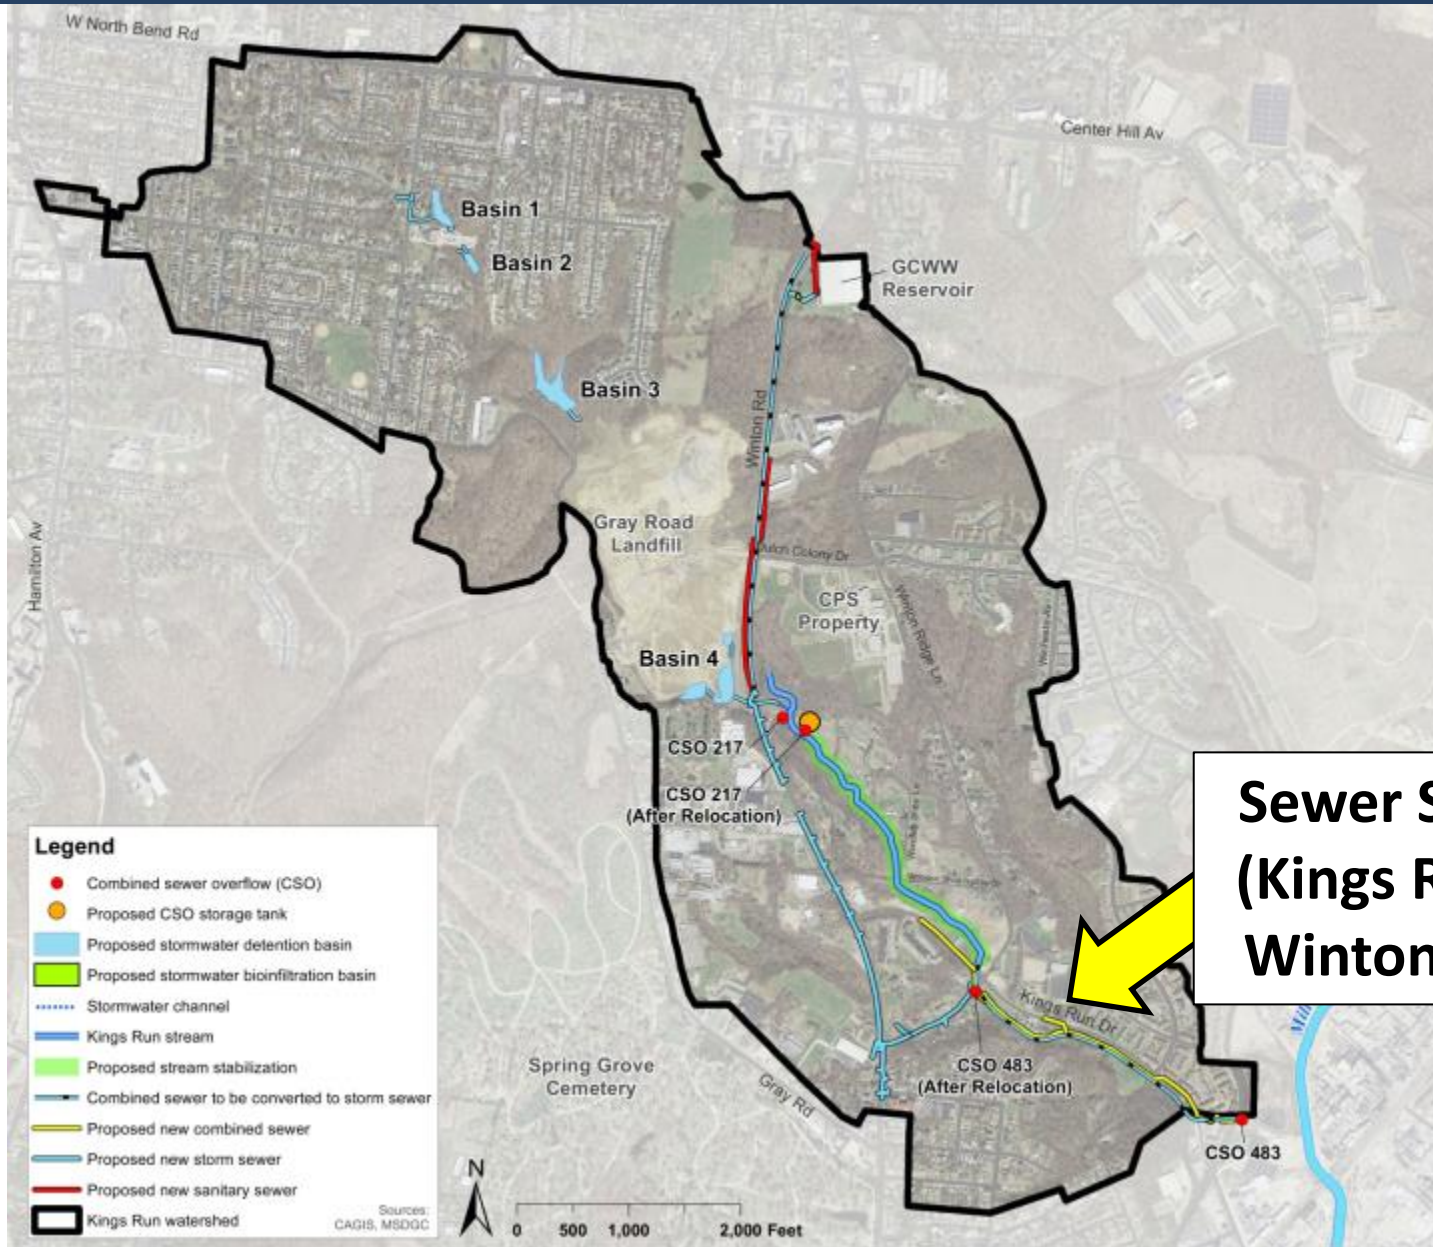 W North Bend Rd
Center Hill Av
Basin 1
Basin 2
GCWW
Reservoir
Basin 3
Winton Rd
Hamilton Av
Gray Road
Landfill
Dutch Colony Dr
CPS
Property
Winton Ridge Ln
Basin 4
CSO 217
CSO 217
(After Relocation)
Sewer S
(Kings R
Winton
Kings Run Dr
Mill
CSO 483
(After Relocation)
Spring Grove
Cemetery
Gray Rd
CSO 483
Legend
Combined sewer overflow (CSO)
Proposed CSO storage tank
Proposed stormwater detention basin
Proposed stormwater bioinfiltration basin
Stormwater channel
Kings Run stream
Proposed stream stabilization
Combined sewer to be converted to storm sewer
Proposed new combined sewer
Proposed new storm sewer
Proposed new sanitary sewer
Kings Run watershed
Sources:
CAGIS, MSDGC
N
0 500 1,000 2,000 Feet